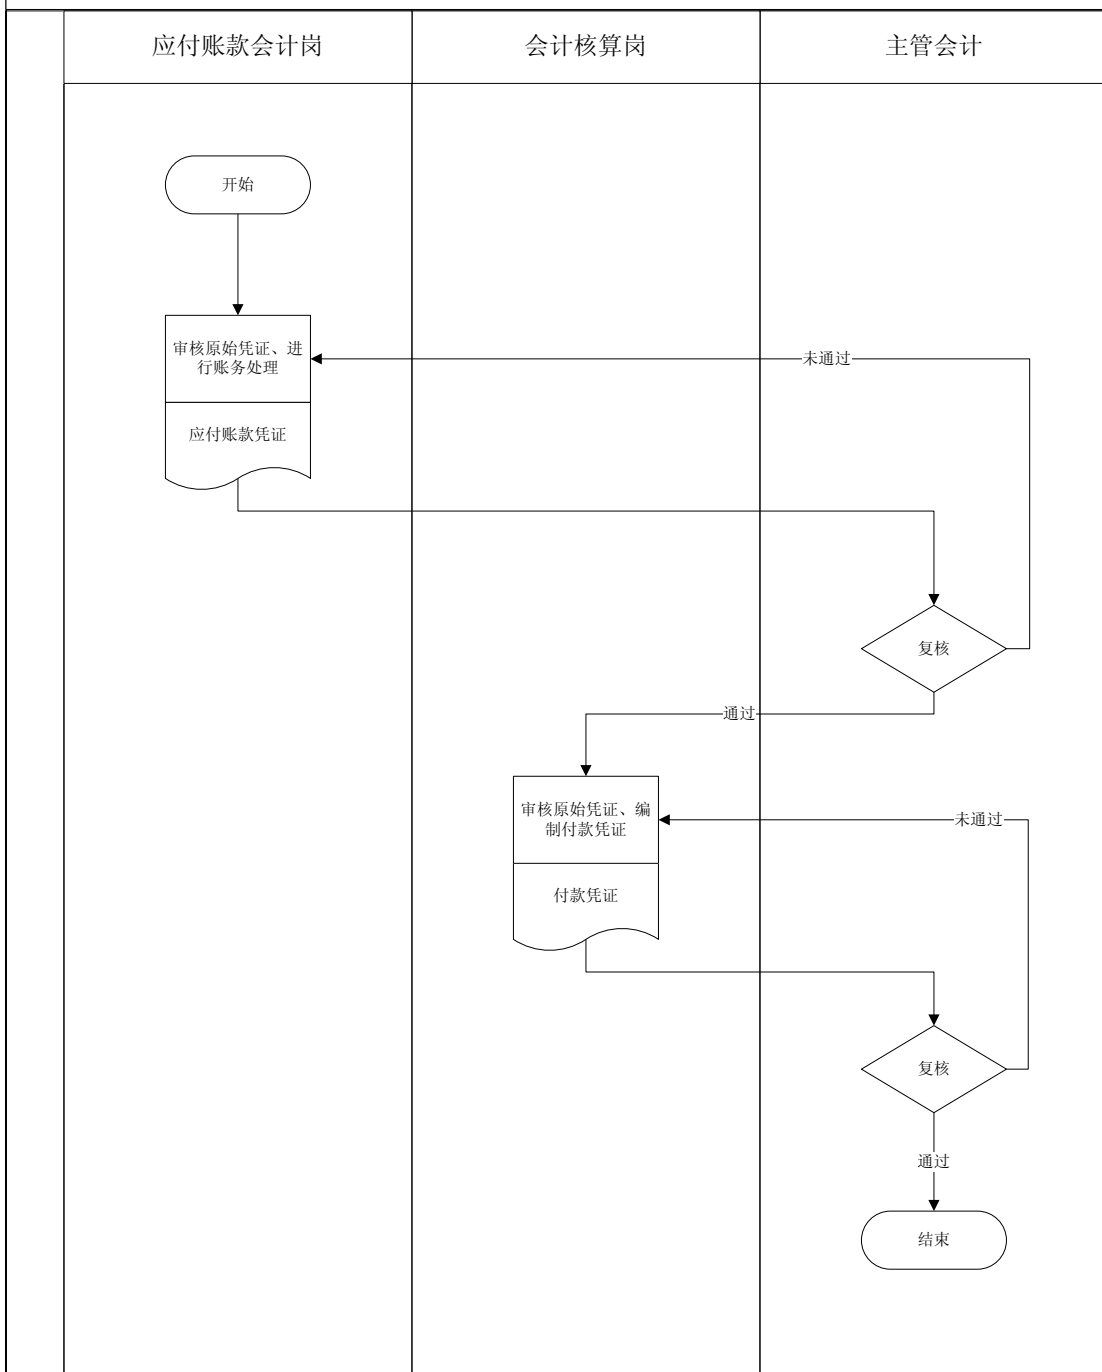 应付账款会计岗
会计核算岗
主管会计
开始
审核原始凭证、进
行账务处理
未通过
应付账款凭证
复核
通过
审核原始凭证、编
制付款凭证
未通过
付款凭证
复核
通过
结束